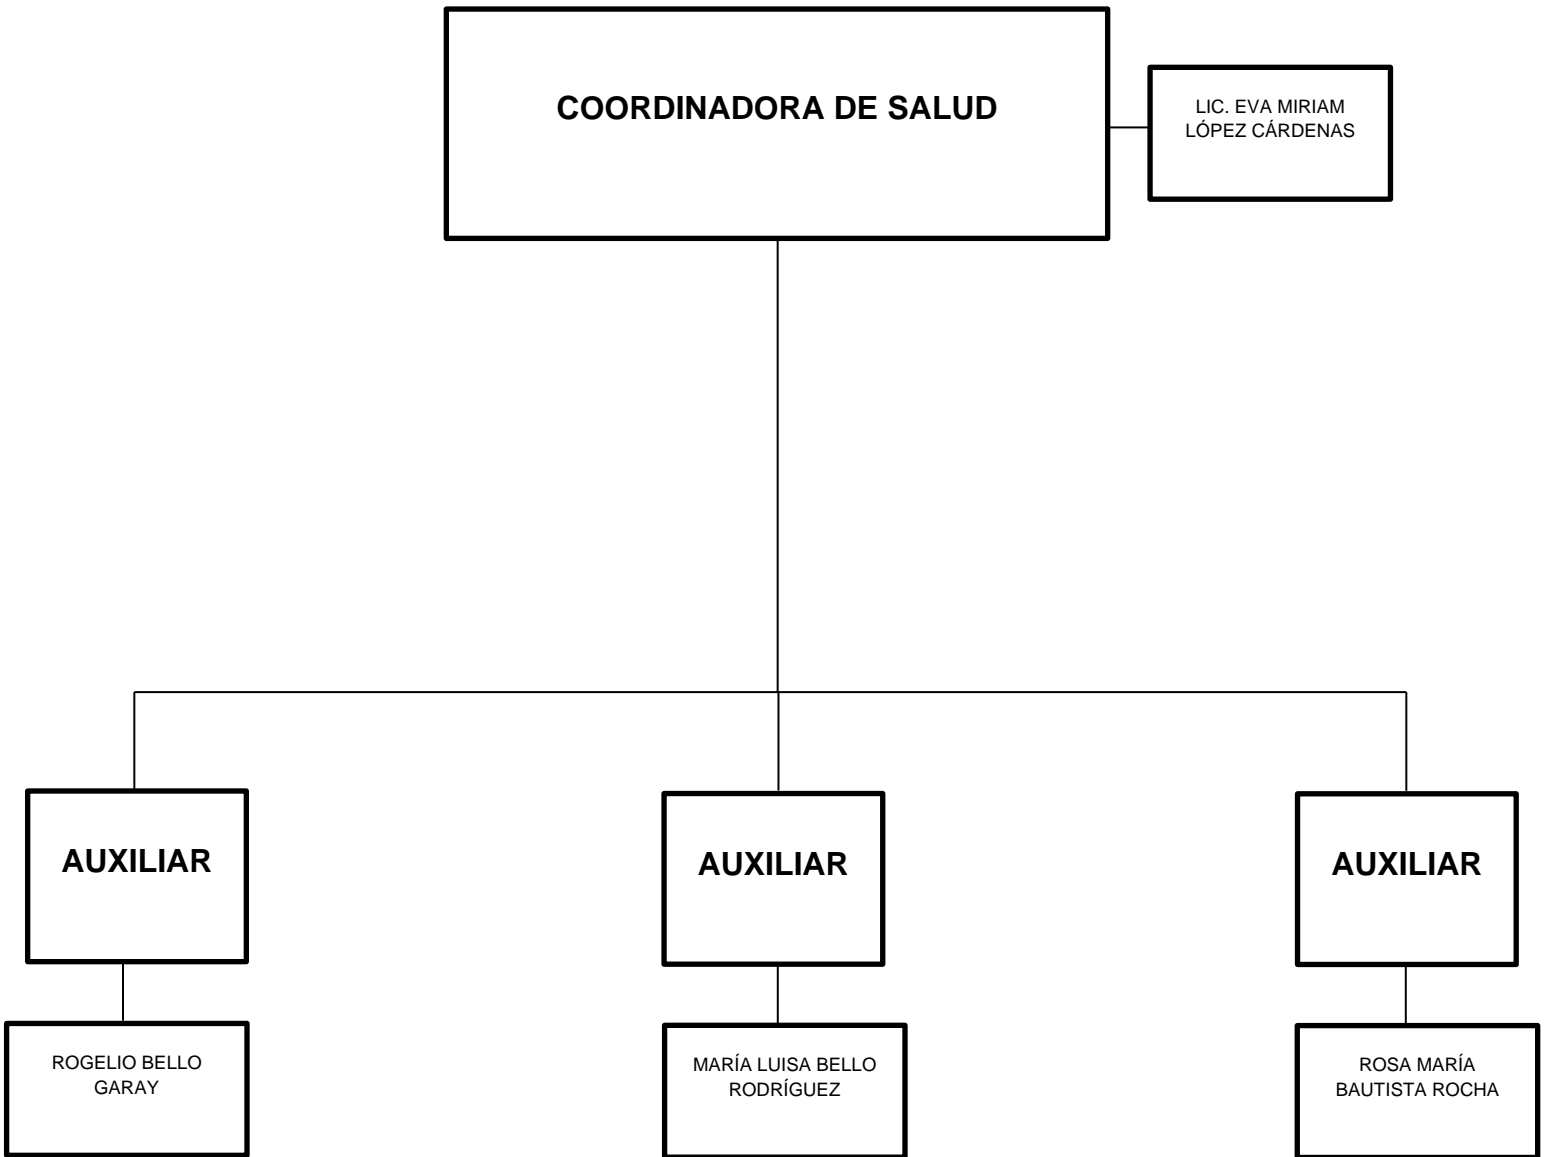 COORDINADORA DE SALUD
LIC. EVA MIRIAM
LÓPEZ CÁRDENAS
AUXILIAR
AUXILIAR
AUXILIAR
ROGELIO BELLO
GARAY
MARÍA LUISA BELLO
RODRÍGUEZ
ROSA MARÍA
BAUTISTA ROCHA